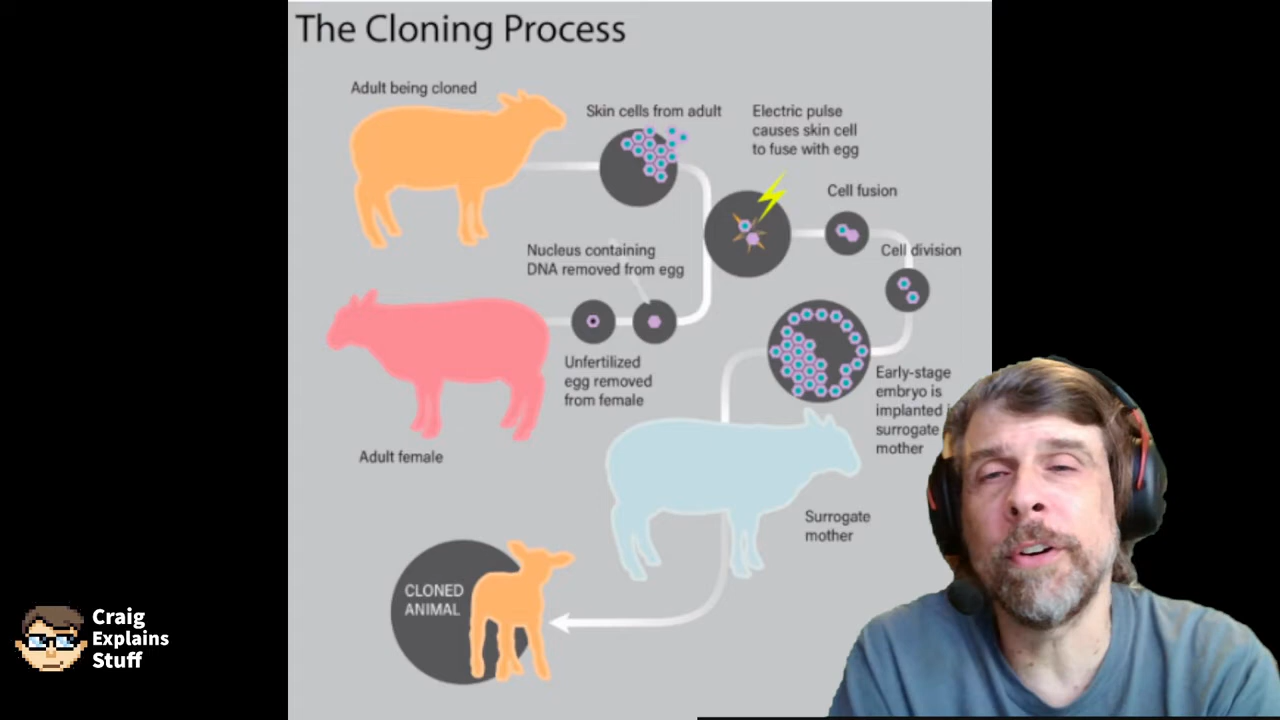 The Cloning Process
Adult being cloned
Skin cells from adult
Electric pulse
causes skin cell
to fuse with egg
Cell fusion
Nucleus containing
DNA removed from egg
Cell division
Unfertilized
egg removed
from female
Early-stage
embryo is
implanted
surrogate
mother
Adult female
Surrogate
mother
CLONED
ANIMAL
Craig
Explains
Stuff